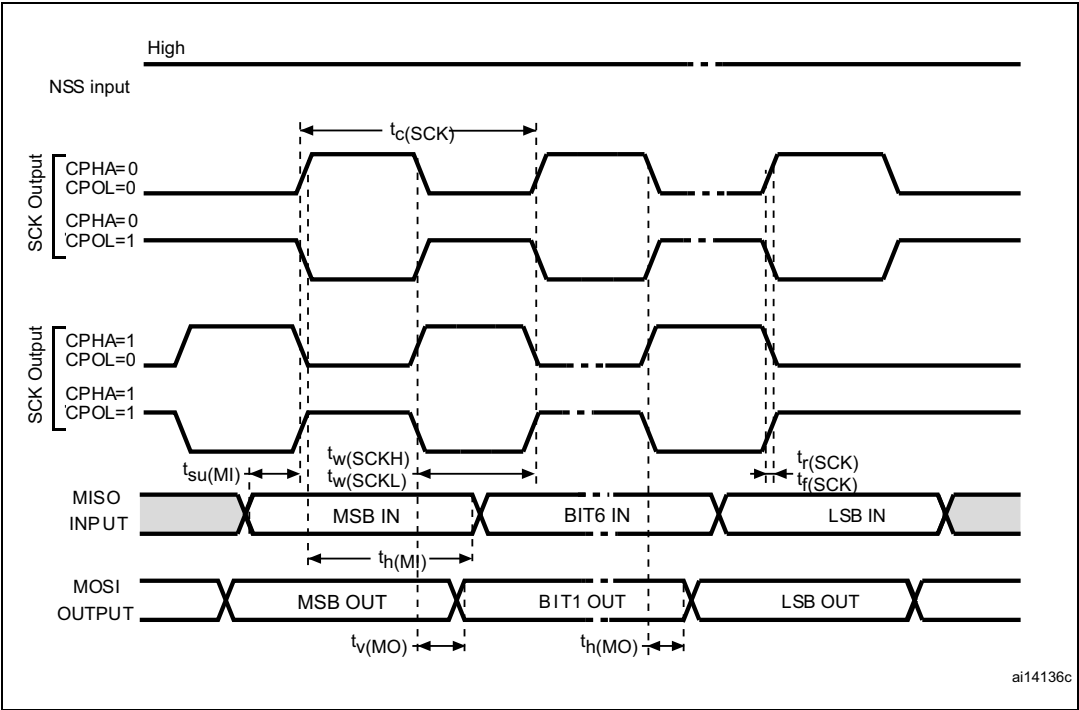 High
NSS input
tc(SCK)
SCK Output
CPHA=0
CPOL=0
CPHA=0
CPOL=1
SCK Output
CPHA=1
CPOL=0
CPHA=1
CPOL=1
tsu(MI)
tw(SCKH)
tw(SCKL)
tr(SCK)
tf(SCK)
MISO
INPUT
MSB IN
BIT6 IN
LSB IN
th(MI)
MOSI
OUTPUT
MSB OUT
BIT1 OUT
LSB OUT
tv(MO)
th(MO)
ai14136c